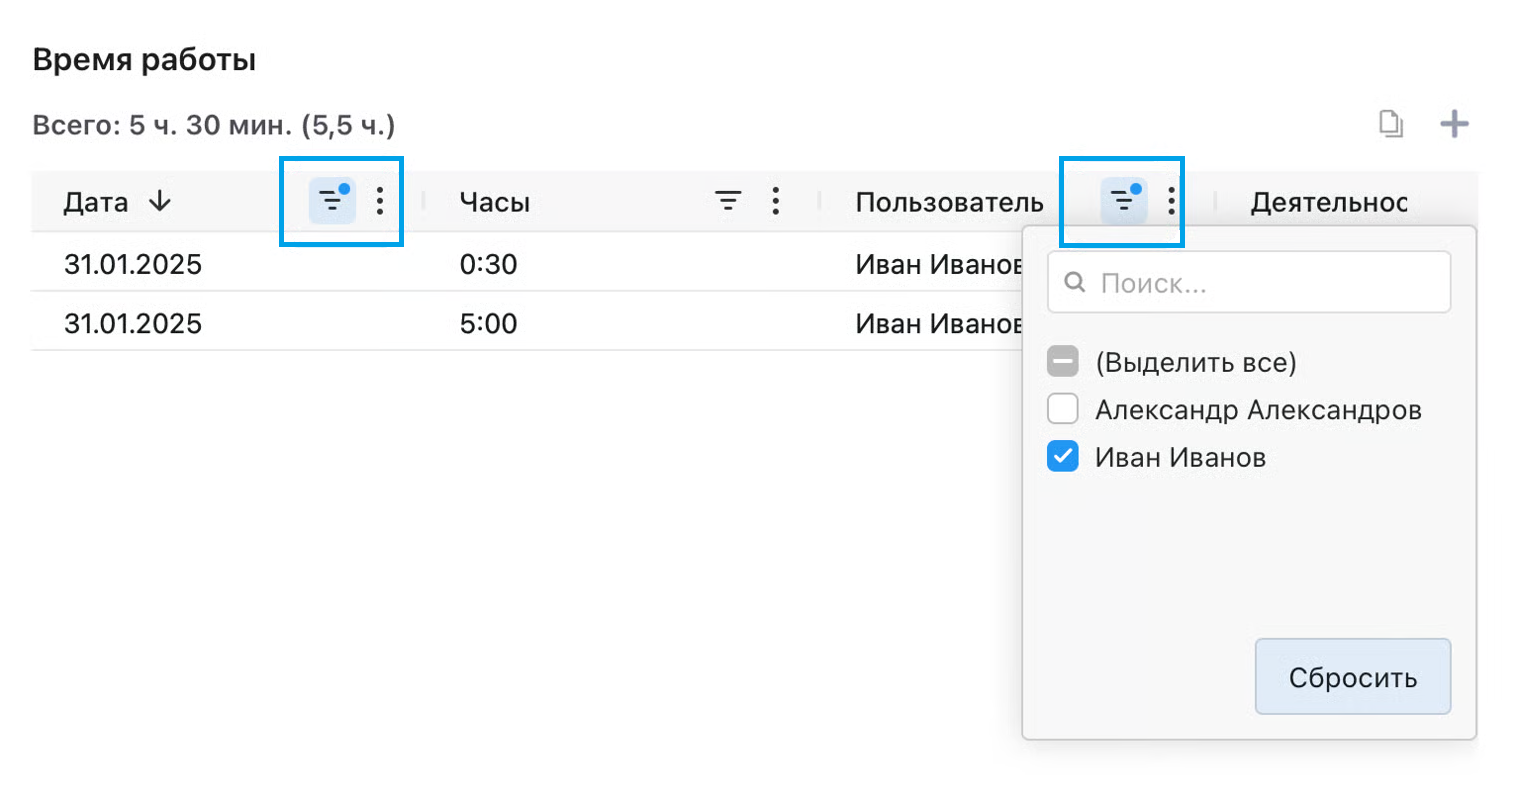 Время работы
Всего: 5 ч. 30 мин. (5,5 ч.)
Дата Часы Пользователь Деятельнос
31.01.2025 0:30 Иван Иванов
31.01.2025 5:00 Иван Иванов
Поиск...
(Выделить все)
Александр Александров
Иван Иванов
Сбросить